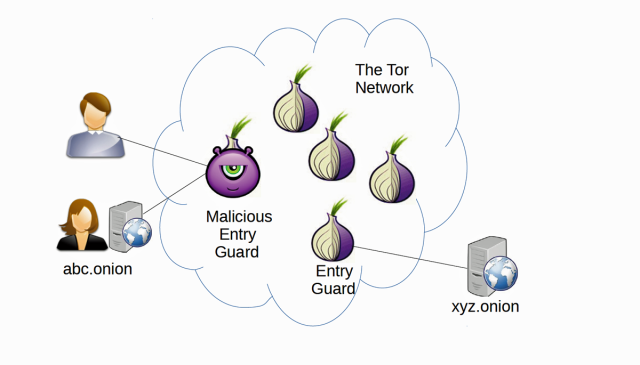 The Tor
Network
Malicious
Entry
Guard
abc.onion
Entry
Guard
xyz.onion